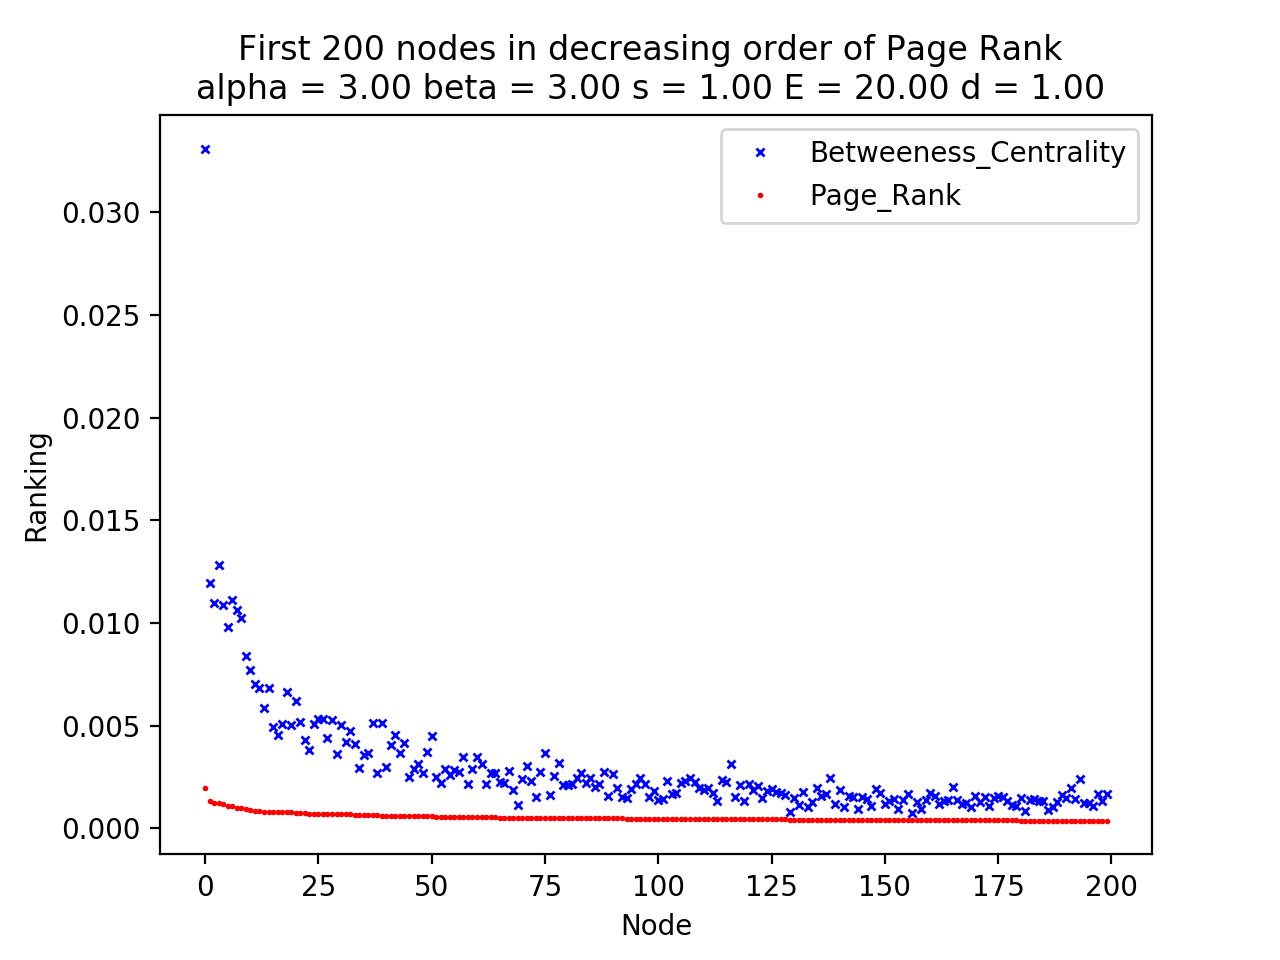 First 200 nodes in decreasing order of Page Rank
alpha = 3.00 beta = 3.00 s = 1.00 E = 20.00 d = 1.00
Betweeness_Centrality
Page_Rank
0.030
0.025
0.020
0.015
0.010
0.005
0.000
Ranking
0 25 50 75 100 125 150 175 200
Node